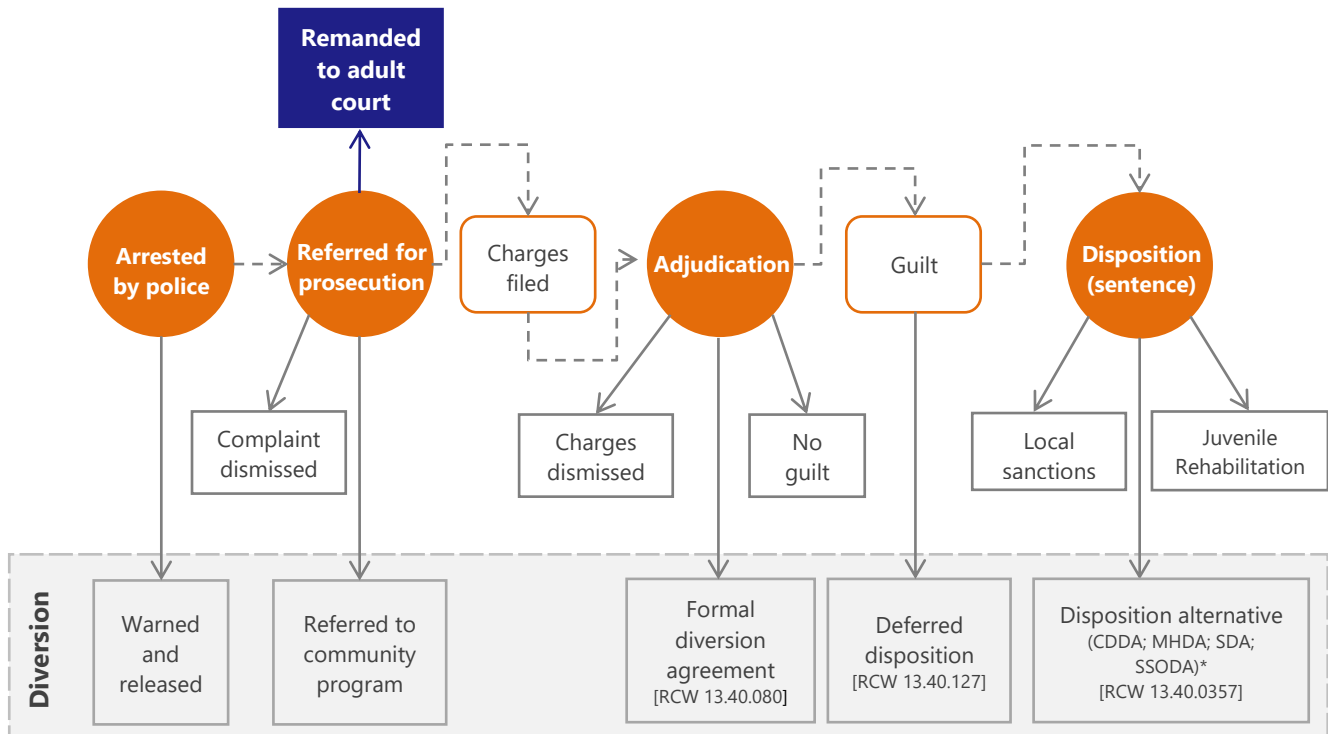 Remanded
to adult
court
Arrested
by police
Referred for
prosecution
Charges
filed
Adjudication
Guilt
Disposition
(sentence)
Complaint
dismissed
Charges
dismissed
No
guilt
Local
sanctions
Juvenile
Rehabilitation
Diversion
Warned
and
released
Referred to
community
program
Formal
diversion
agreement
[RCW 13.40.080]
Deferred
disposition
[RCW 13.40.127]
Disposition alternative
(CDDA; MHDA; SDA;
SSODA)*
[RCW 13.40.0357]